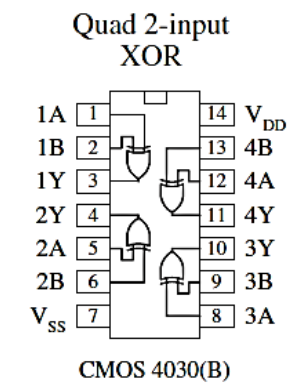 Quad 2-input
XOR
1A 1 14 VDD
1B 2 13 4B
1Y 3 12 4A
2Y 4 11 4Y
2A 5 10 3Y
2B 6 9 3B
VSS 7 8 3A
CMOS 4030(B)